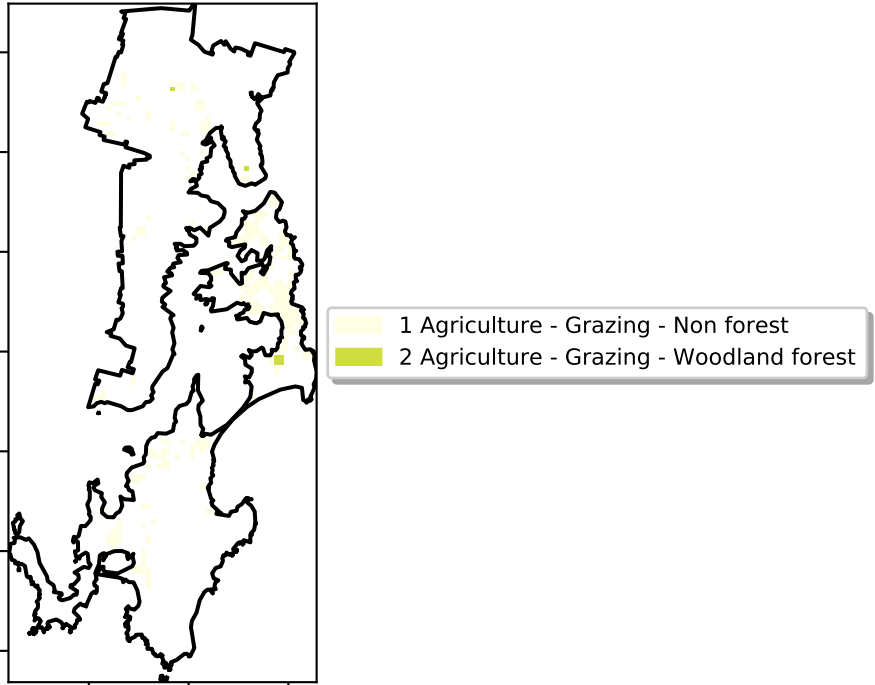 1 Agriculture - Grazing - Non forest
2 Agriculture - Grazing - Woodland forest